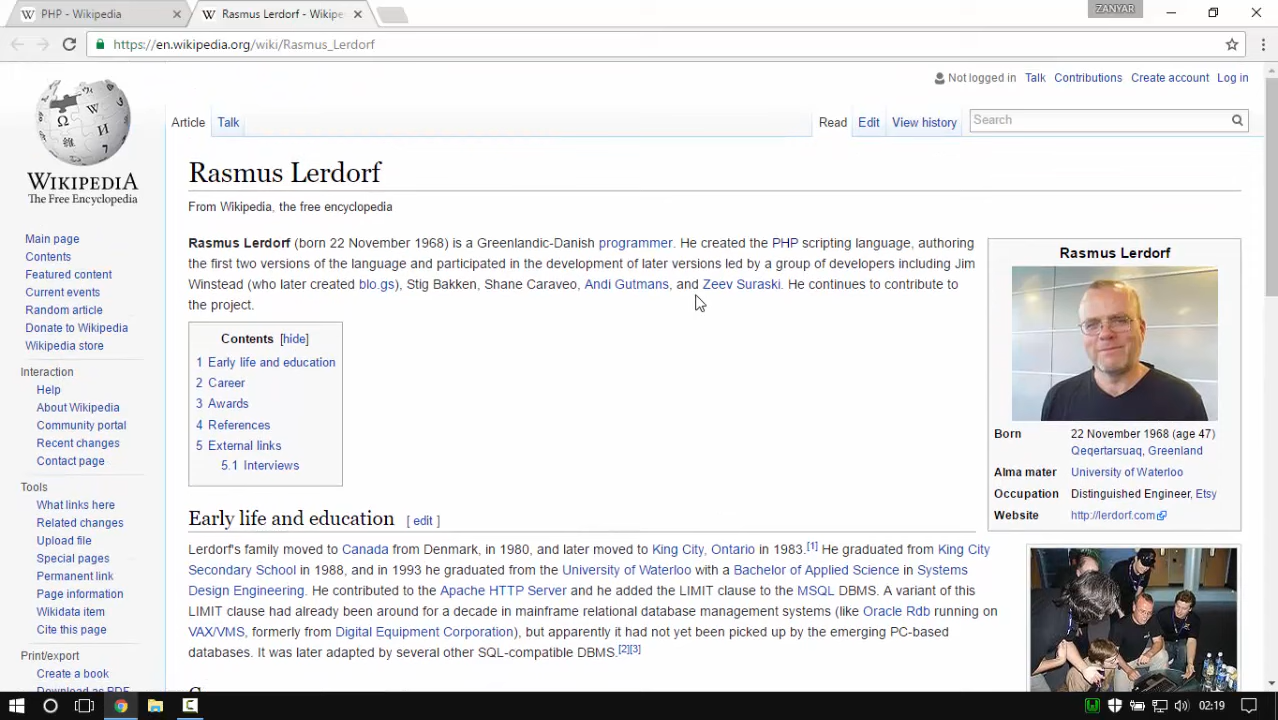 PHP - Wikipedia
Rasmus Lerdorf - Wikipe
ZANYAR
https://en.wikipedia.org/wiki/Rasmus_Lerdorf
Not logged in Talk Contributions Create account Log in
Article Talk Read Edit View history Search
WIKIPEDIA
The Free Encyclopedia
Main page
Contents
Featured content
Current events
Random article
Donate to Wikipedia
Wikipedia store
Interaction
Help
About Wikipedia
Community portal
Recent changes
Contact page
Tools
What links here
Related changes
Upload file
Special pages
Permanent link
Page information
Wikidata item
Cite this page
Print/export
Create a book
Download as PDF
Rasmus Lerdorf
From Wikipedia, the free encyclopedia
Rasmus Lerdorf (born 22 November 1968) is a Greenlandic-Danish programmer. He created the PHP scripting language, authoring
the first two versions of the language and participated in the development of later versions led by a group of developers including Jim
Winstead (who later created blo.gs), Stig Bakken, Shane Caraveo, Andi Gutmans, and Zeev Suraski. He continues to contribute to
the project.
Contents [hide]
1 Early life and education
2 Career
3 Awards
4 References
5 External links
5.1 Interviews
Rasmus Lerdorf
Born 22 November 1968 (age 47)
Qeqertarsuaq, Greenland
Alma mater University of Waterloo
Occupation Distinguished Engineer, Etsy
Website http://lerdorf.com
Early life and education [ edit ]
Lerdorf's family moved to Canada from Denmark, in 1980, and later moved to King City, Ontario in 1983.[1] He graduated from King City
Secondary School in 1988, and in 1993 he graduated from the University of Waterloo with a Bachelor of Applied Science in Systems
Design Engineering. He contributed to the Apache HTTP Server and he added the LIMIT clause to the MSQL DBMS. A variant of this
LIMIT clause had already been around for a decade in mainframe relational database management systems (like Oracle Rdb running on
VAX/VMS, formerly from Digital Equipment Corporation), but apparently it had not yet been picked up by the emerging PC-based
databases. It was later adapted by several other SQL-compatible DBMS.[2][3]
02:19